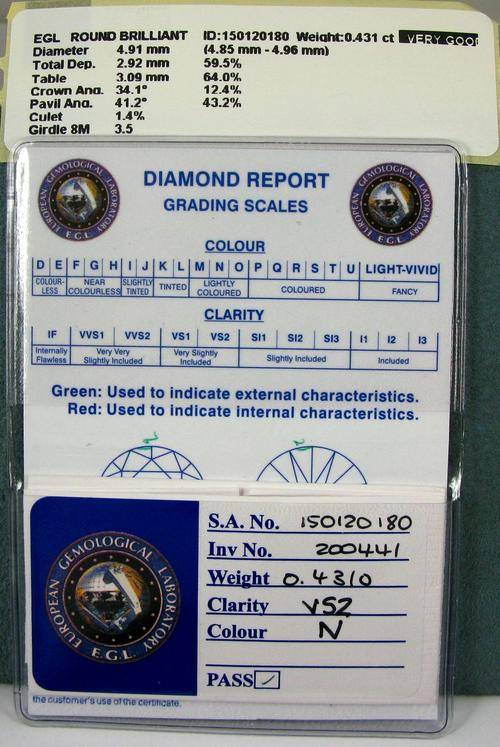 EGL ROUND BRILLIANT ID:150120180 Weight:0.431 ct VERY GOOD
Diameter 4.91 mm (4.85 mm - 4.96 mm)
Total Dep. 2.92 mm 59.5%
Table 3.09 mm 64.0%
Crown Ang. 34.1° 12.4%
Pavil Ang. 41.2° 43.2%
Culet 1.4%
Girdle 8M 3.5
EUROPEAN GEMOLOGICAL LABORATORY
E.G.L
EUROPEAN GEMOLOGICAL LABORATORY
E.G.L
DIAMOND REPORT
GRADING SCALES
COLOUR
D E F G H I J K L M N O P Q R S T U LIGHT-VIVID
COLOUR-LESS NEAR COLOURLESS SLIGHTLY TINTED TINTED LIGHTLY COLOURED COLOURED FANCY
CLARITY
IF VVS1 VVS2 VS1 VS2 SI1 SI2 SI3 I1 I2 I3
Internally Flawless Very Very Slightly Included Very Slightly Included Slightly Included Included
Green: Used to indicate external characteristics.
Red: Used to indicate internal characteristics.
EUROPEAN GEMOLOGICAL LABORATORY
E.G.L
S.A. No. 150120180
Inv No. 200441
Weight 0.4310
Clarity VS2
Colour N
PASS
the customer's use of the certificate.